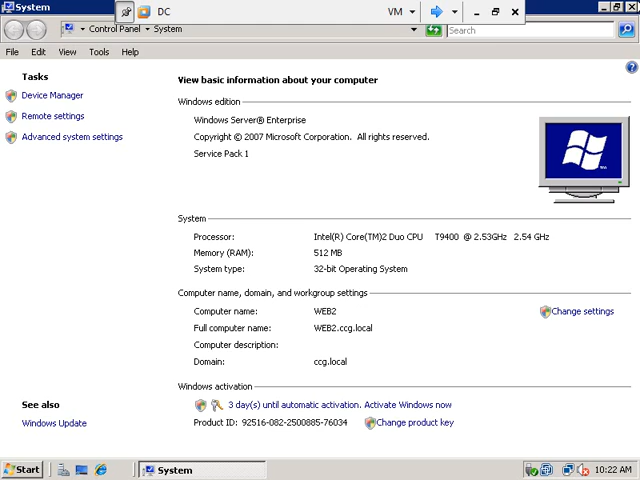 System
DC
VM
Control Panel
System
Search
File
Edit
View
Tools
Help
Tasks
Device Manager
Remote settings
Advanced system settings
View basic information about your computer
Windows edition
Windows Server® Enterprise
Copyright © 2007 Microsoft Corporation. All rights reserved.
Service Pack 1
System
Processor: Intel(R) Core(TM)2 Duo CPU T9400 @ 2.53GHz 2.54 GHz
Memory (RAM): 512 MB
System type: 32-bit Operating System
Computer name, domain, and workgroup settings
Computer name: WEB2
Change settings
Full computer name: WEB2.ccg.local
Computer description:
Domain: ccg.local
Windows activation
3 day(s) until automatic activation. Activate Windows now
Product ID: 92516-082-2500885-76034
Change product key
See also
Windows Update
Start
System
10:22 AM